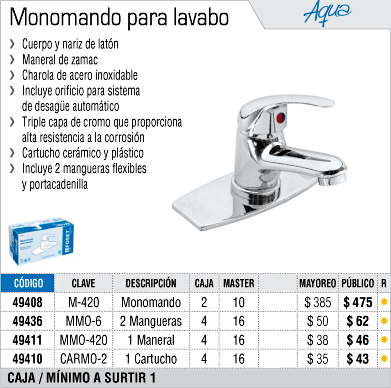 Monomando para lavabo
Aqua
❯ Cuerpo y nariz de latón
❯ Maneral de zamac
❯ Charola de acero inoxidable
❯ Incluye orificio para sistema
de desagüe automático
❯ Triple capa de cromo que proporciona
alta resistencia a la corrosión
❯ Cartucho cerámico y plástico
❯ Incluye 2 mangueras flexibles
y portacadenilla
FOSET
CÓDIGO CLAVE DESCRIPCIÓN CAJA MASTER MAYOREO PÚBLICO R
49408 M-420 Monomando 2 10 $ 385 $ 475
49436 MMO-6 2 Mangueras 4 16 $ 50 $ 62
49411 MMO-420 1 Maneral 4 16 $ 38 $ 46
49410 CARMO-2 1 Cartucho 4 16 $ 35 $ 43
CAJA / MÍNIMO A SURTIR 1